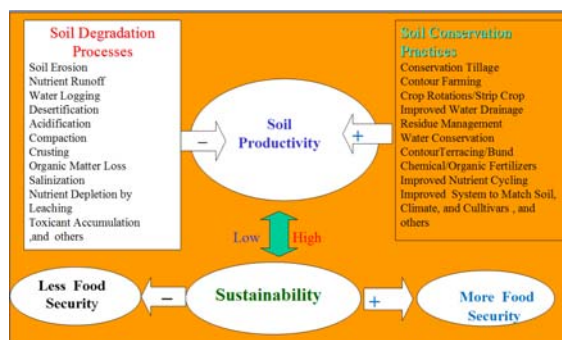 Soil Degradation
Processes
Soil Erosion
Nutrient Runoff
Water Logging
Desertification
Acidification
Compaction
Crusting
Organic Matter Loss
Salinization
Nutrient Depletion by
Leaching
Toxicant Accumulation
,and others
−
Soil
Productivity
+
Soil Conservation
Practices
Conservation Tillage
Contour Farming
Crop Rotations/Strip Crop
Improved Water Drainage
Residue Management
Water Conservation
ContourTerracing/Bund
Chemical/Organic Fertilizers
Improved Nutrient Cycling
Improved System to Match Soil,
Climate, and Culltivars , and
others
Low High
Less Food
Security
−
Sustainability
+
More Food
Security